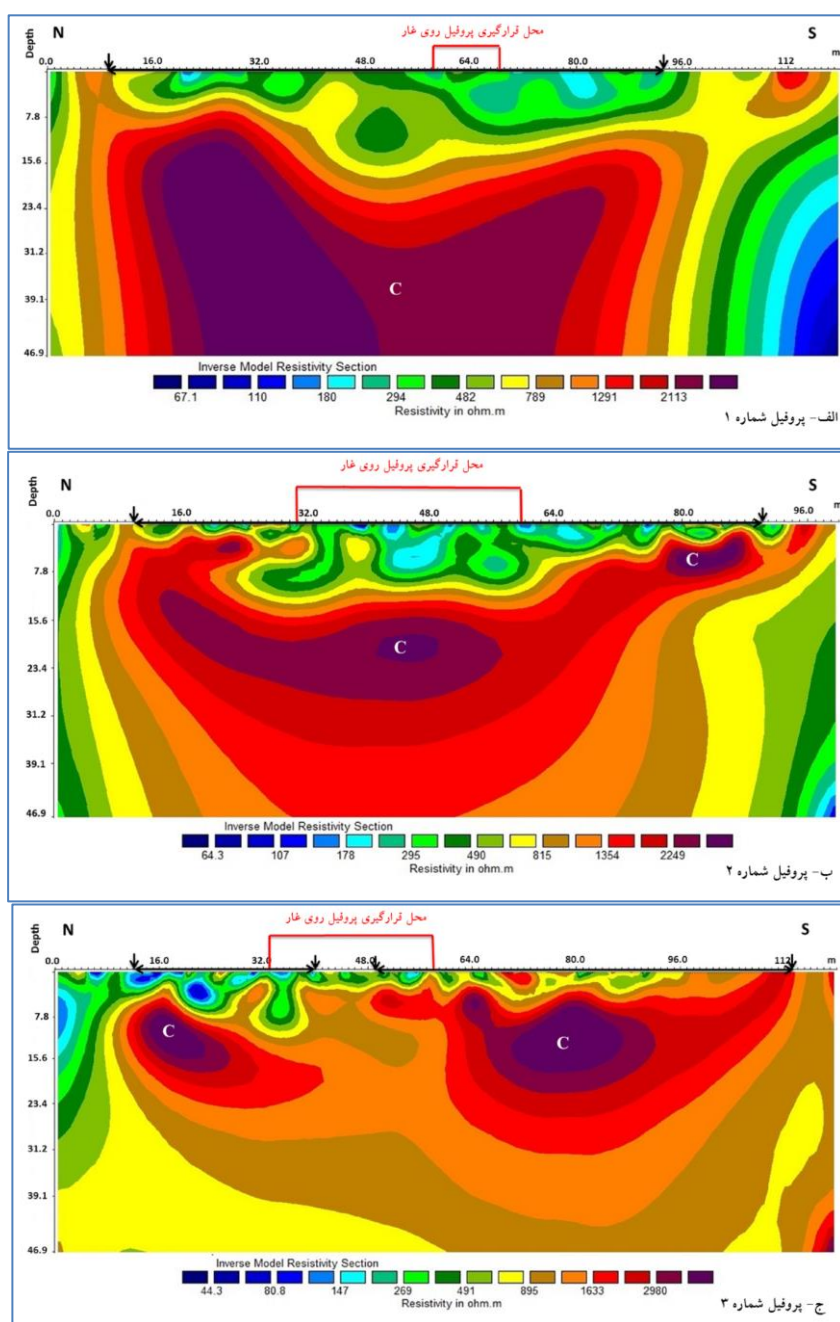 محل قرارگیری پروفیل روی غار
Depth N S
0.0 16.0 32.0 48.0 64.0 80.0 96.0 112 m
7.8
15.6
23.4
31.2
C
39.1
46.9
Inverse Model Resistivity Section
67.1 110 180 294 482 789 1291 2113
Resistivity in ohm.m
الف- پروفیل شماره ۱
محل قرارگیری پروفیل روی غار
Depth N S
0.0 16.0 32.0 48.0 64.0 80.0 96.0 m
C
7.8
15.6
C
23.4
31.2
39.1
46.9
Inverse Model Resistivity Section
64.3 107 178 295 490 815 1354 2249
Resistivity in ohm.m
ب- پروفیل شماره ۲
محل قرارگیری پروفیل روی غار
Depth N S
0.0 16.0 32.0 48.0 64.0 80.0 96.0 112 m
7.8
C C
15.6
23.4
31.2
39.1
46.9
Inverse Model Resistivity Section
44.3 80.8 147 269 491 895 1633 2980
Resistivity in ohm.m
ج- پروفیل شماره ۳